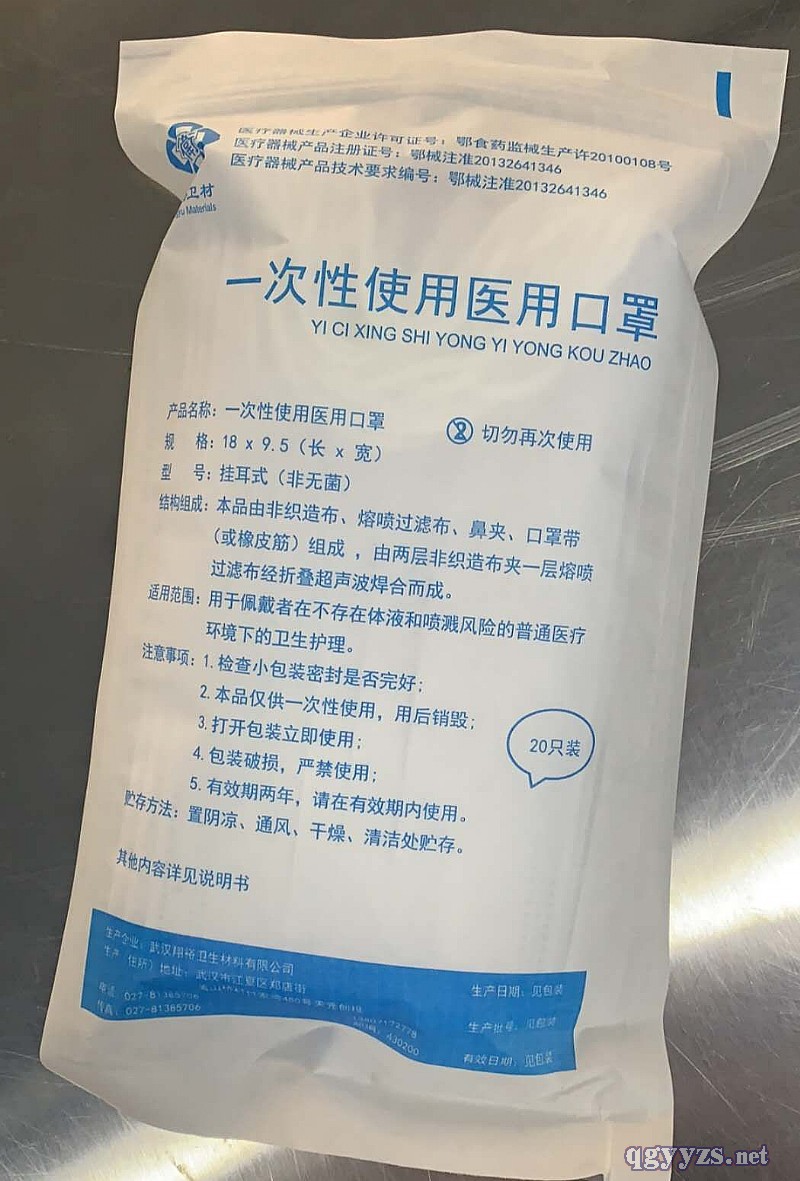 医疗器械生产企业许可证号：鄂食药监械生产许20100108号
医疗器械产品注册证号：鄂械注准20132641346
医疗器械产品技术要求编号：鄂械注准20132641346
卫材
Materials
一次性使用医用口罩
YI CI XING SHI YONG YI YONG KOU ZHAO
产品名称：一次性使用医用口罩
规 格：18 x 9.5（长 x 宽）
切勿再次使用
型 号：挂耳式（非无菌）
结构组成：本品由非织造布、熔喷过滤布、鼻夹、口罩带
（或橡皮筋）组成 ，由两层非织造布夹一层熔喷
过滤布经折叠超声波焊合而成。
适用范围：用于佩戴者在不存在体液和喷溅风险的普通医疗
环境下的卫生护理。
注意事项：1.检查小包装密封是否完好；
2.本品仅供一次性使用，用后销毁；
3.打开包装立即使用；
4.包装破损，严禁使用；
5.有效期两年，请在有效期内使用。
20只装
贮存方法：置阴凉、通风、干燥、清洁处贮存。
其他内容详见说明书
生产企业：武汉翔裕卫生材料有限公司
生产（住所）地址：武汉市江夏区郑店街
电话：027-81365706
传真：027-81365706
430200
生产日期：见包装
生产批号：见包装
有效日期：见包装
qgyyzs.net